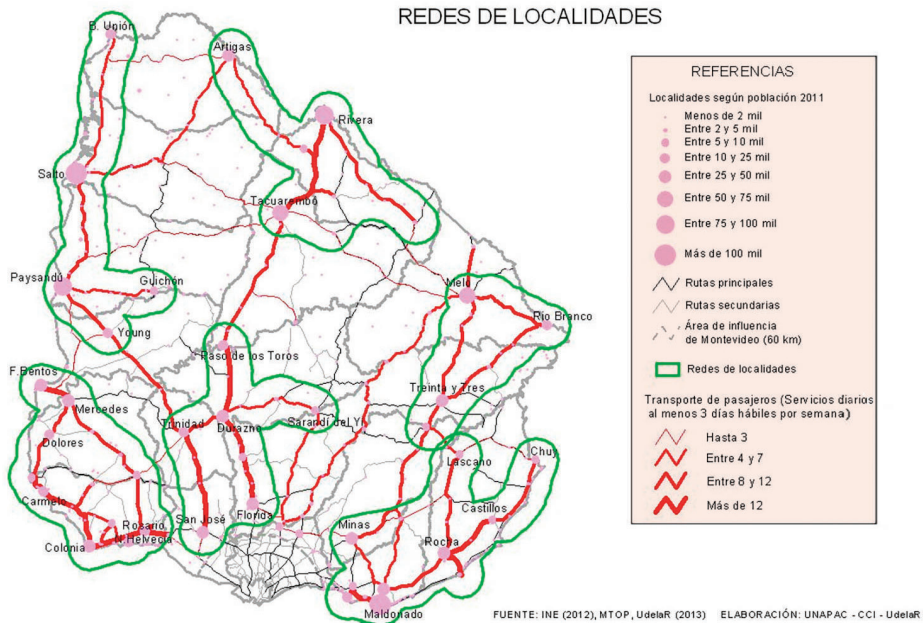 REDES DE LOCALIDADES
B. Unión
Artigas
Rivera
Salto
Tacuarembó
Paysandú
Guichón
Melo
Young
Rio Branco
Paso de los Toros
F.Bentos
Mercedes
Treinta y Tres
Trinidad
Durazno
Sarandí del Yí
Dolores
Lascano
Chuy
Carmelo
Castillos
Rosario
San José
Florida
Minas
Colonia
N.Helvecia
Rocha
Maldonado
REFERENCIAS
Localidades según población 2011
Menos de 2 mil
Entre 2 y 5 mil
Entre 5 y 10 mil
Entre 10 y 25 mil
Entre 25 y 50 mil
Entre 50 y 75 mil
Entre 75 y 100 mil
Más de 100 mil
Rutas principales
Rutas secundarias
Área de influencia
de Montevideo (60 km)
Redes de localidades
Transporte de pasajeros (Servicios diarios
al menos 3 días hábiles por semana)
Hasta 3
Entre 4 y 7
Entre 8 y 12
Más de 12
FUENTE: INE (2012), MTOP, UdelaR (2013) ELABORACIÓN: UNAPAC - CCI - UdelaR